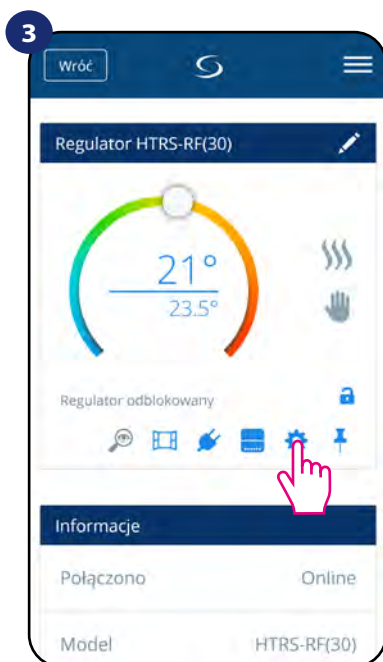 3
Wróć
Regulator HTRS-RF(30)
21°
23.5°
Regulator odblokowany
Informacje
Połączono Online
Model HTRS-RF(30)